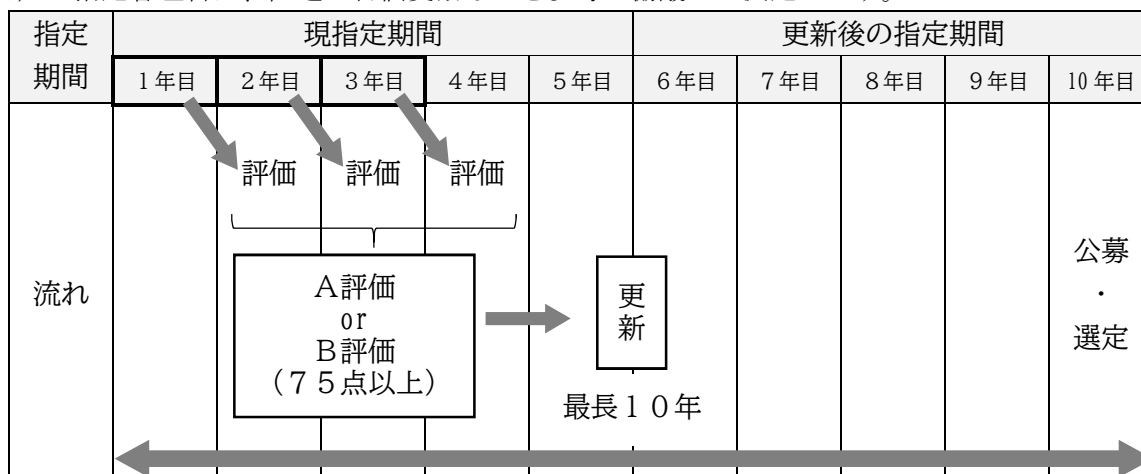 指定期間
現指定期間
更新後の指定期間
1年目
2年目
3年目
4年目
5年目
6年目
7年目
8年目
9年目
10年目
流れ
評価
評価
評価
A評価
or
B評価
(75点以上)
更新
最長10年
公募
・
選定